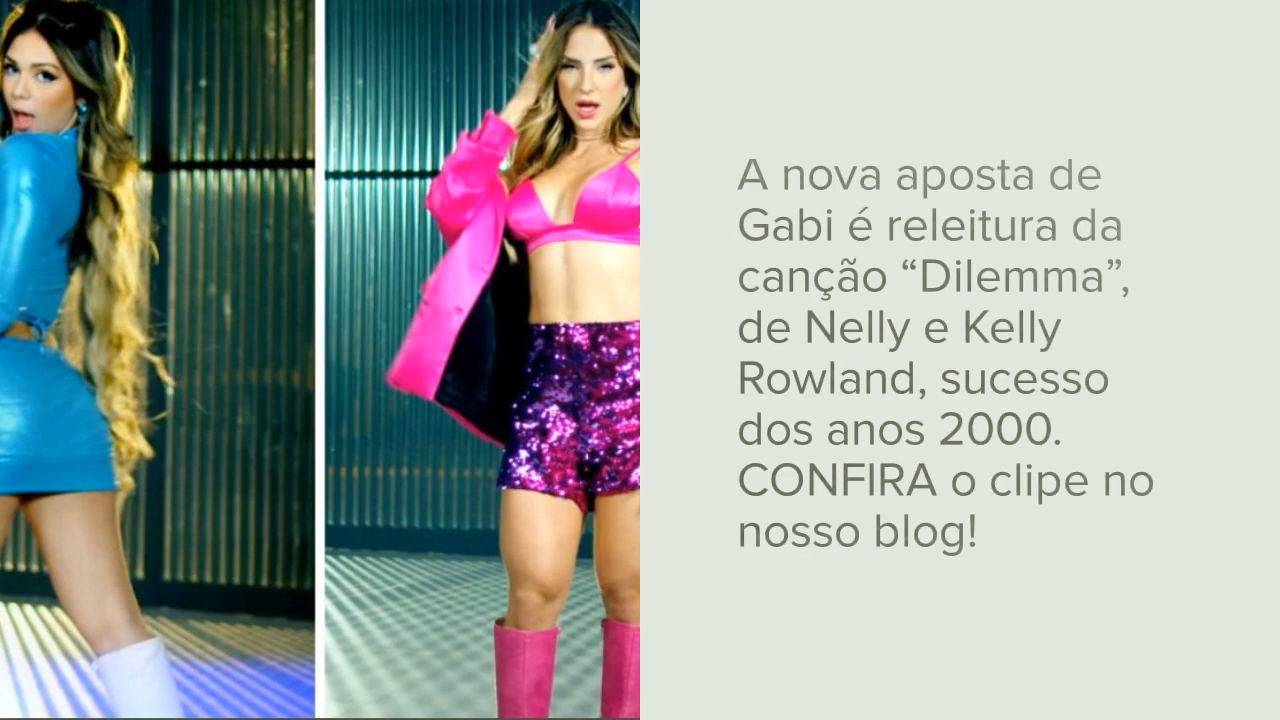 A nova aposta de
Gabi é releitura da
canção “Dilemma”,
de Nelly e Kelly
Rowland, sucesso
dos anos 2000.
CONFIRA o clipe no
nosso blog!